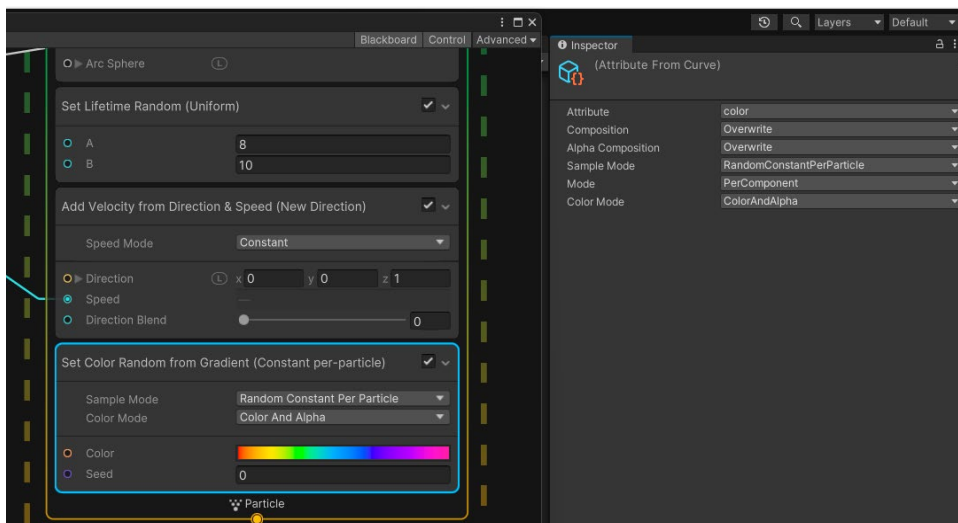 Layers Default
Blackboard Control Advanced
Inspector
Arc Sphere L
(Attribute From Curve)
Set Lifetime Random (Uniform)
A 8
B 10
Attribute color
Composition Overwrite
Alpha Composition Overwrite
Sample Mode RandomConstantPerParticle
Mode PerComponent
Color Mode ColorAndAlpha
Add Velocity from Direction & Speed (New Direction)
Speed Mode Constant
Direction L x 0 y 0 z 1
Speed
Direction Blend 0
Set Color Random from Gradient (Constant per-particle)
Sample Mode Random Constant Per Particle
Color Mode Color And Alpha
Color
Seed 0
Particle